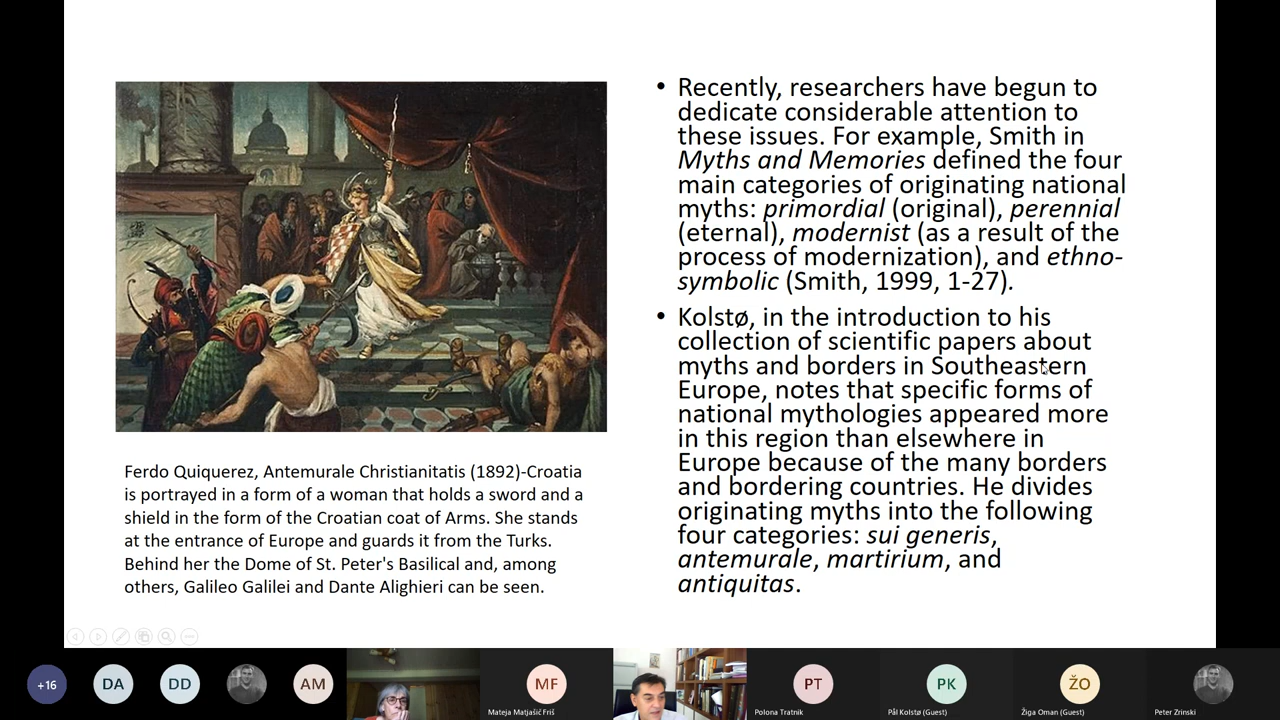 • Recently, researchers have begun to
dedicate considerable attention to
these issues. For example, Smith in
Myths and Memories defined the four
main categories of originating national
myths: primordial (original), perennial
(eternal), modernist (as a result of the
process of modernization), and ethno-
symbolic (Smith, 1999, 1-27).
• Kolstø, in the introduction to his
collection of scientific papers about
myths and borders in Southeastern
Europe, notes that specific forms of
national mythologies appeared more
in this region than elsewhere in
Europe because of the many borders
and bordering countries. He divides
originating myths into the following
four categories: sui generis,
antemurale, martirium, and
antiquitas.
Ferdo Quiquerez, Antemurale Christianitatis (1892)-Croatia
is portrayed in a form of a woman that holds a sword and a
shield in the form of the Croatian coat of Arms. She stands
at the entrance of Europe and guards it from the Turks.
Behind her the Dome of St. Peter's Basilical and, among
others, Galileo Galilei and Dante Alighieri can be seen.
+16
DA
DD
AM
MF
Mateja Matjašič Friš
PT
Polona Tratnik
PK
Pål Kolstø (Guest)
ŽO
Žiga Oman (Guest)
Peter Zrinski